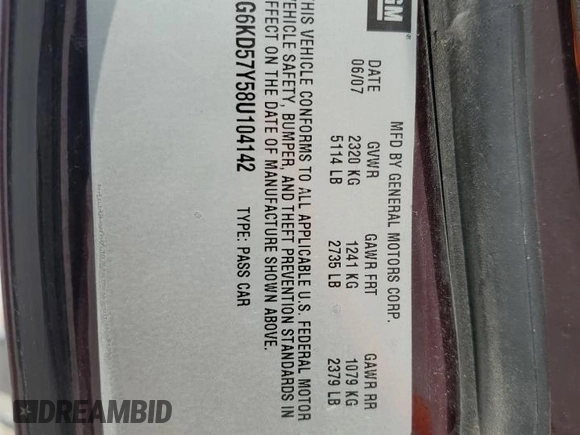 GM
MFD BY GENERAL MOTORS CORP.
DATE GVWR GAWR FRT GAWR RR
06/07 2320 KG 1241 KG 1079 KG
5114 LB 2735 LB 2379 LB
THIS VEHICLE CONFORMS TO ALL APPLICABLE U.S. FEDERAL MOTOR
VEHICLE SAFETY, BUMPER, AND THEFT PREVENTION STANDARDS IN
EFFECT ON THE DATE OF MANUFACTURE SHOWN ABOVE.
G6KD57Y58U104142 TYPE: PASS CAR
DREAMBID